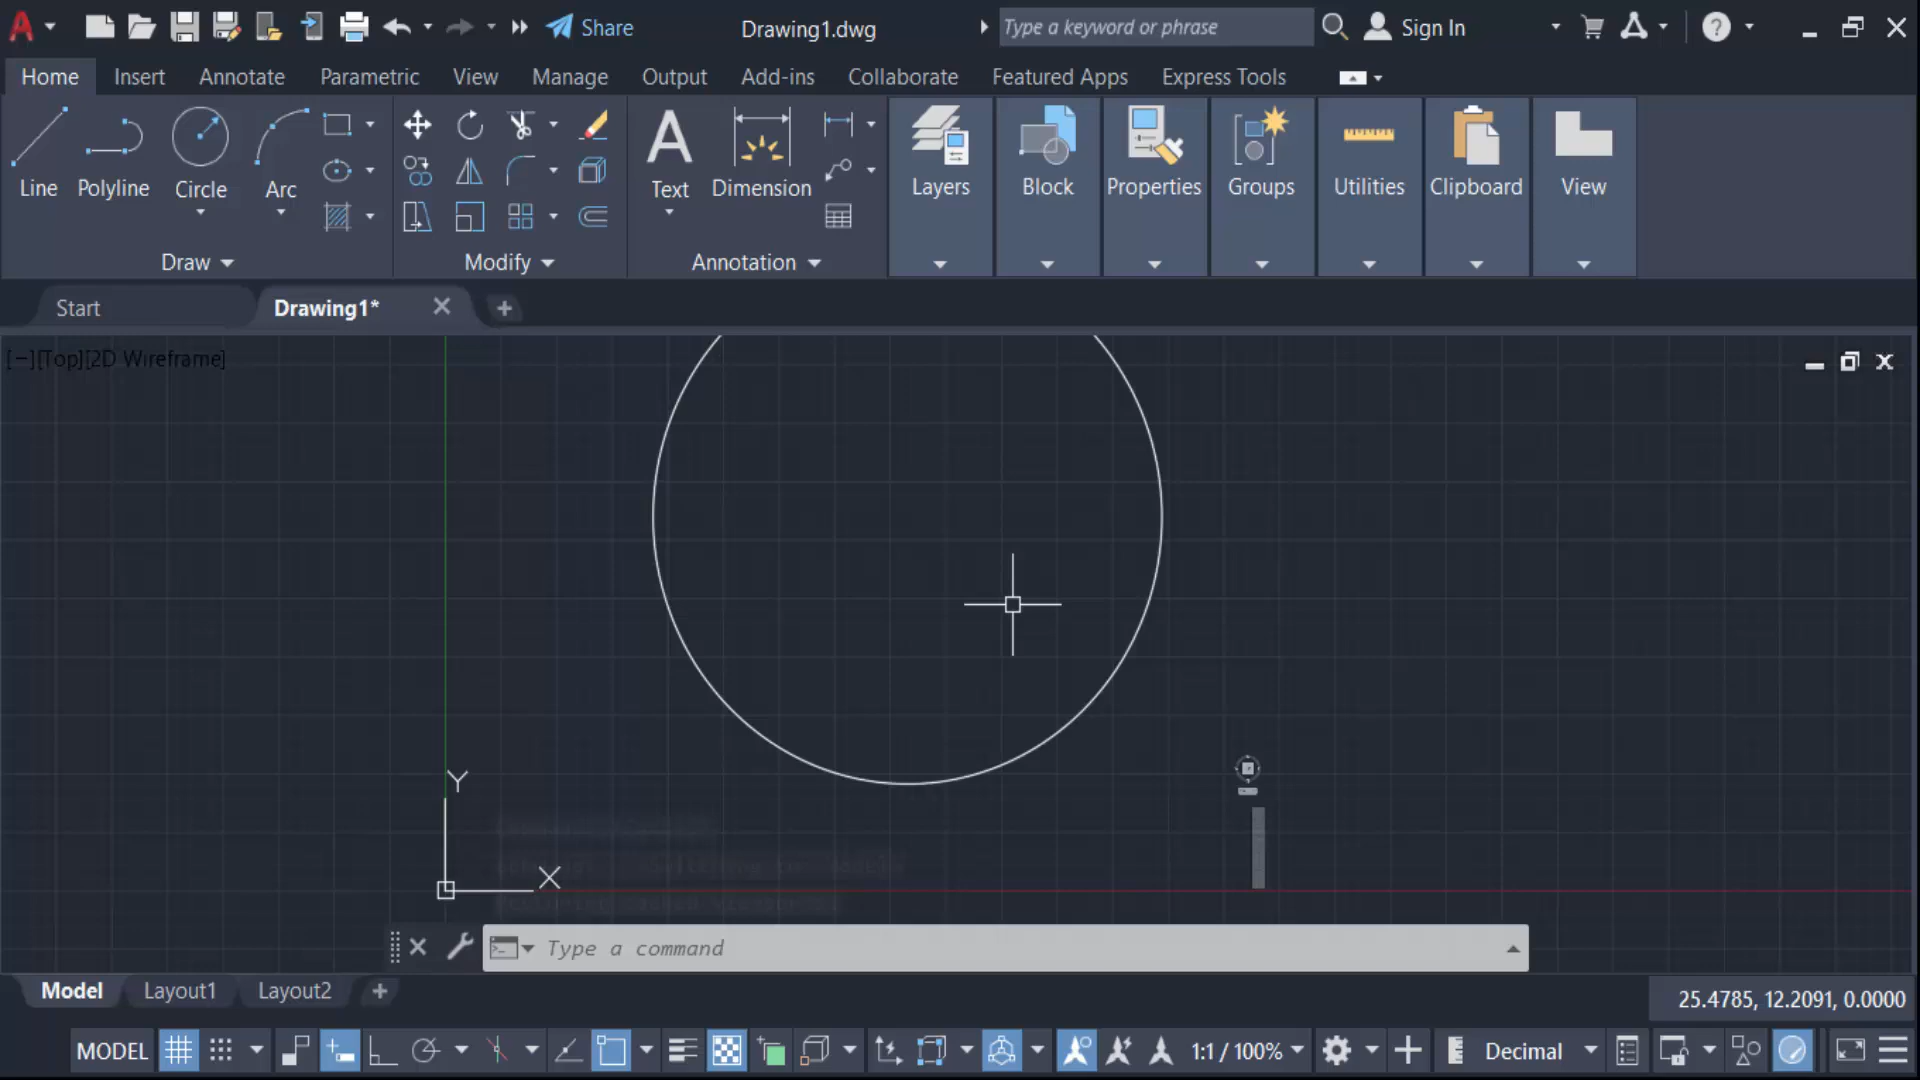 Share
Drawing1.dwg
Type a keyword or phrase
Sign In
Home
Insert
Annotate
Parametric
View
Manage
Output
Add-ins
Collaborate
Featured Apps
Express Tools
Line
Polyline
Circle
Arc
Text
Dimension
Layers
Block
Properties
Groups
Utilities
Clipboard
View
Draw
Modify
Annotation
Start
Drawing1*
[−][Top][2D Wireframe]
Y
X
Type a command
Model
Layout1
Layout2
25.4785, 12.2091, 0.0000
MODEL
1:1 / 100%
Decimal